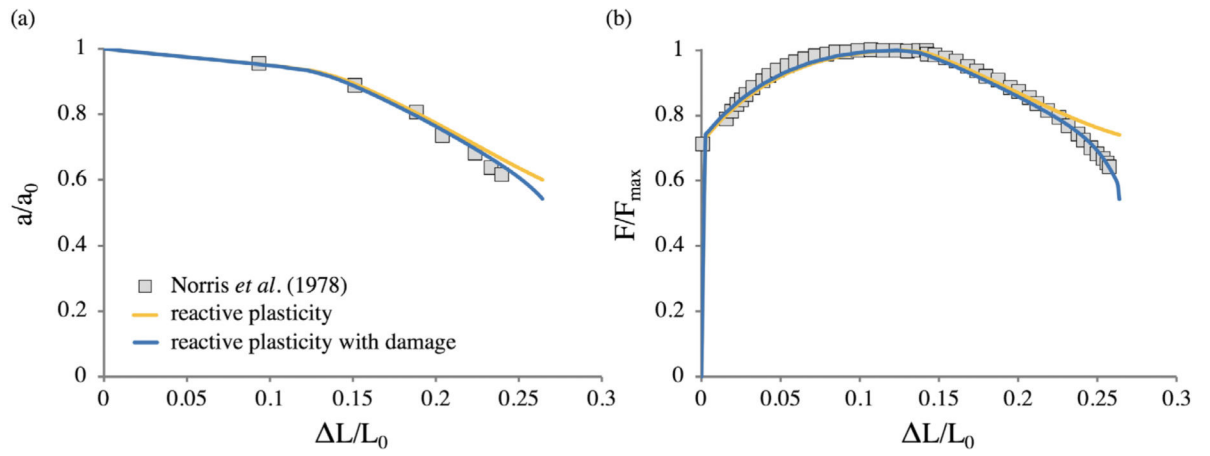 (a)
1
0.8
0.6
0.4
0.2
0
a/a0
Norris et al. (1978)
reactive plasticity
reactive plasticity with damage
0 0.05 0.1 0.15 0.2 0.25 0.3
ΔL/L0
(b)
1
0.8
0.6
0.4
0.2
0
F/Fmax
0 0.05 0.1 0.15 0.2 0.25 0.3
ΔL/L0